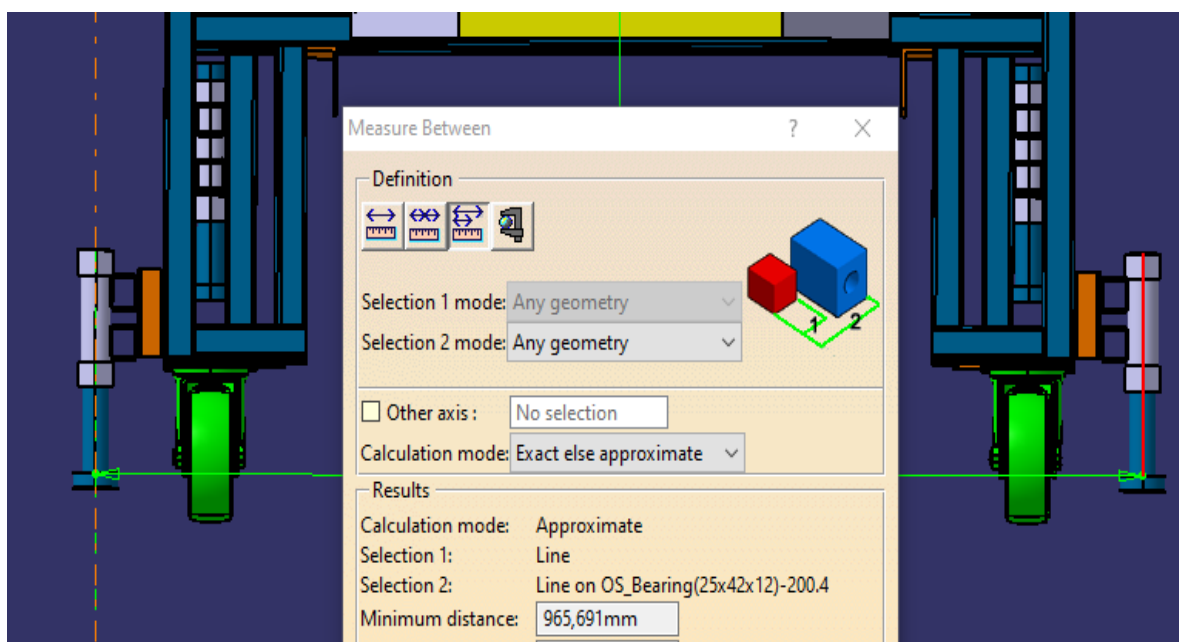 Measure Between ? X
Definition
1 2
Selection 1 mode: Any geometry
Selection 2 mode: Any geometry
Other axis : No selection
Calculation mode: Exact else approximate
Results
Calculation mode: Approximate
Selection 1: Line
Selection 2: Line on OS_Bearing(25x42x12)-200.4
Minimum distance: 965,691mm